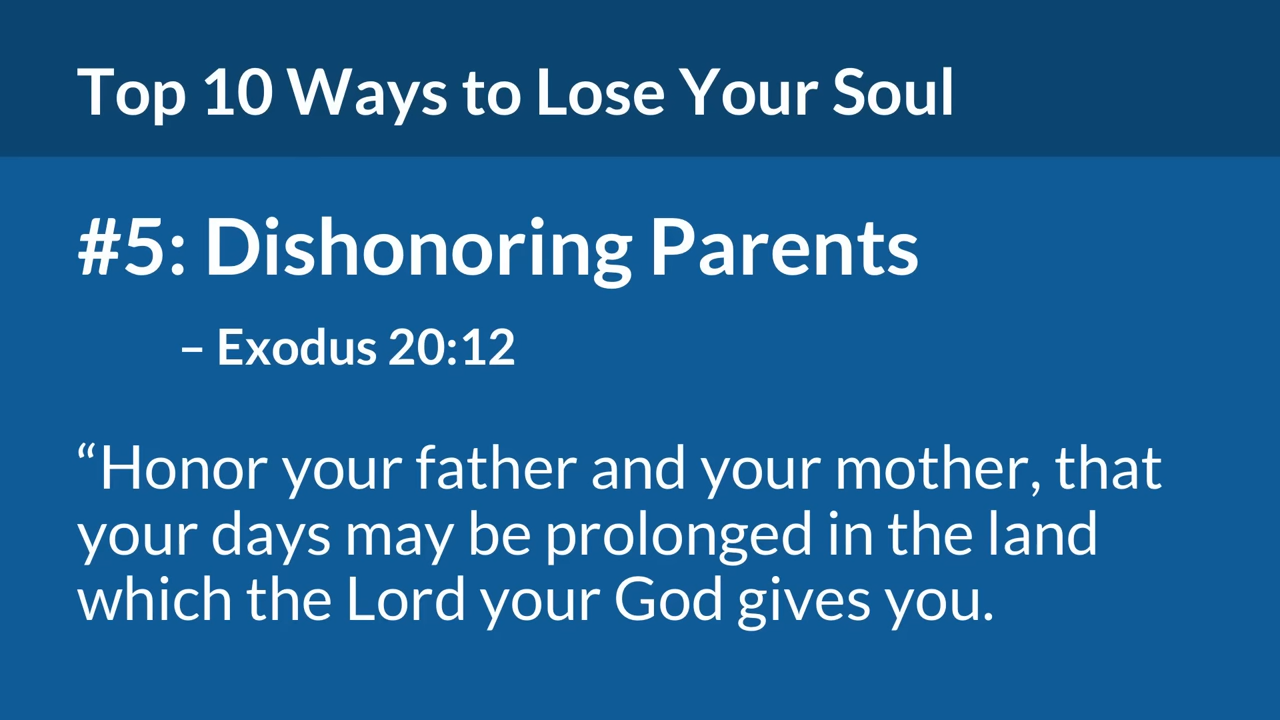 Top 10 Ways to Lose Your Soul
#5: Dishonoring Parents
– Exodus 20:12
“Honor your father and your mother, that
your days may be prolonged in the land
which the Lord your God gives you.